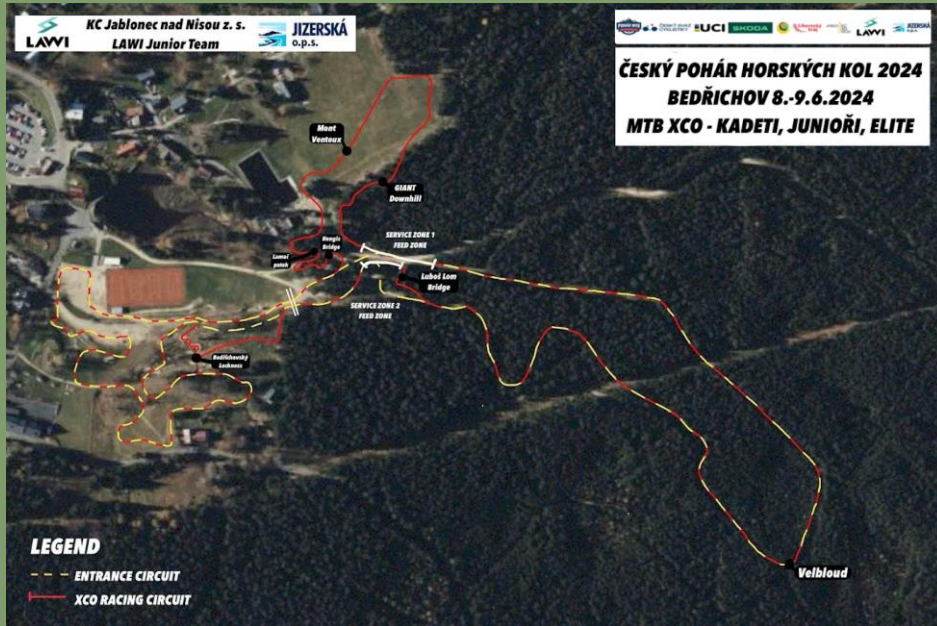 LAWI
KC Jablonec nad Nisou z. s.
LAWI Junior Team
JIZERSKÁ
o.p.s.
UCI
ŠKODA
LAWI
JIZERSKÁ
o.p.s.
ČESKÝ POHÁR HORSKÝCH KOL 2024
BEDŘICHOV 8.-9.6.2024
MTB XCO - KADETI, JUNIOŘI, ELITE
Mont
Ventoux
GIANT
Downhill
SERVICE ZONE 1
FEED ZONE
Bridge
Luboš Lom
Bridge
SERVICE ZONE 2
FEED ZONE
Bedřichovský
Lochness
Velbloud
LEGEND
ENTRANCE CIRCUIT
XCO RACING CIRCUIT